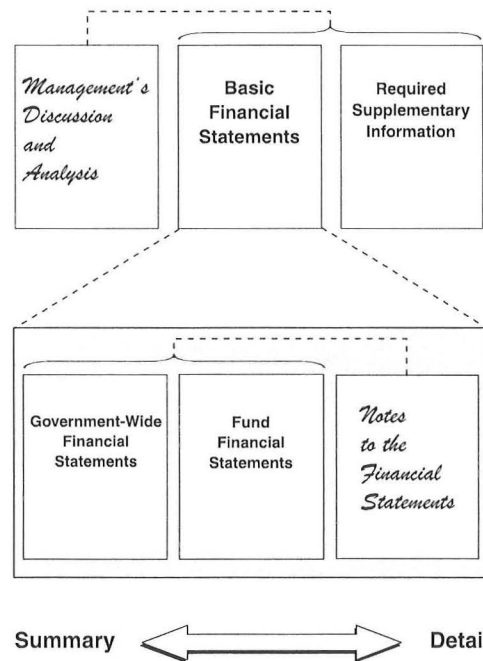 Management's
Discussion
and
Analysis
Basic
Financial
Statements
Required
Supplementary
Information
Government-Wide
Financial
Statements
Fund
Financial
Statements
Notes
to the
Financial
Statements
Summary
Detai